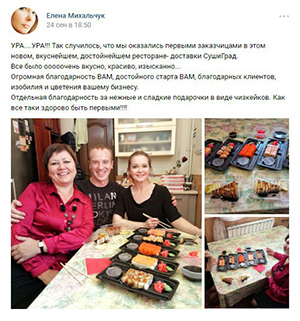 Елена Михальчук
24 сен в 18:50
УРА....УРА!!! Так случилось, что мы оказались первыми заказчицами в этом
новом, вкуснейшем, достойнейшем ресторане- доставки СушиГрад.
Все было ооооочень вкусно, красиво, изысканно....
Огромная благодарность ВАМ, достойного старта ВАМ, благодарных клиентов,
изобилия и цветения вашему бизнесу.
Отдельная благодарность за нежные и сладкие подарочки в виде чизкейков. Как
все таки здорово быть первыми!!!!
MILAN
BERLIN